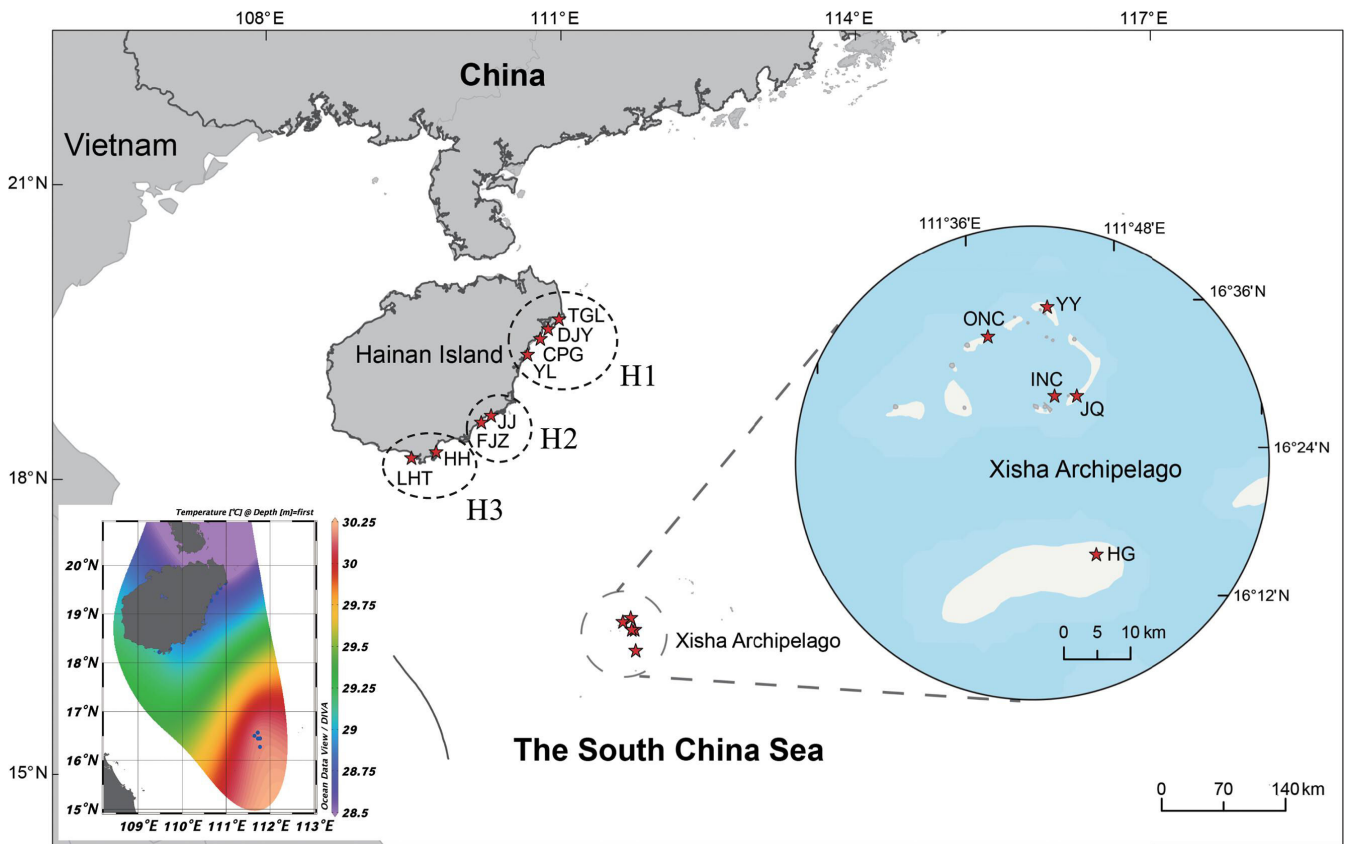 108°E 111°E 114°E 117°E
China
Vietnam
21°N
111°36'E 111°48'E
16°36'N
YY
ONC
TGL
DJY
Hainan Island CPG
YL
H1
INC
JQ
JJ
FJZ
H2
16°24'N
HH
LHT
Xisha Archipelago
18°N
H3
Temperature [°C] @ Depth [m]=first
30.25
20°N
30
19°N
29.75
18°N
29.5
29.25
17°N
29
16°N
28.75
15°N
28.5
109°E 110°E 111°E 112°E 113°E
Ocean Data View / DIVA
HG
16°12'N
0 5 10 km
Xisha Archipelago
The South China Sea
15°N
0 70 140 km